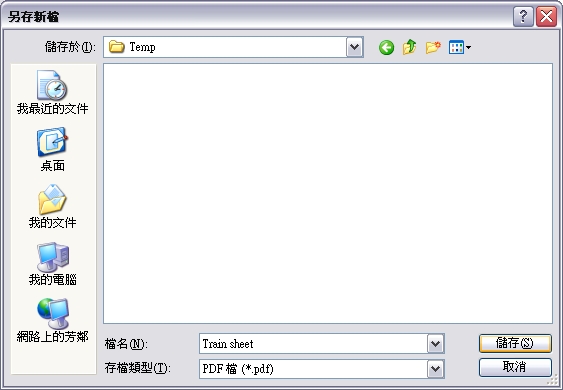 另存新檔
儲存於(I):
Temp
我最近的文件
桌面
我的文件
我的電腦
網路上的芳鄰
檔名(N):
Train sheet
儲存(S)
存檔類型(T):
PDF 檔 (*.pdf)
取消